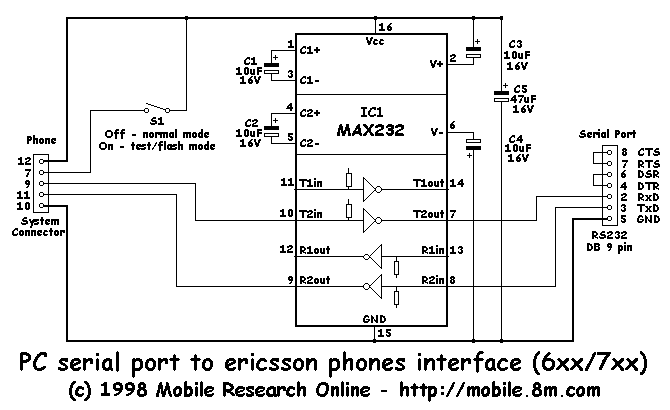 16
Vcc
1
C1+
C1
10uF
16V
3
C1-
2
V+
C3
10uF
16V
C5
47uF
16V
4
C2+
C2
10uF
16V
5
C2-
IC1
MAX232
6
V-
C4
10uF
16V
S1
Off - normal mode
On - test/flash mode
Phone
12
7
9
11
10
System
Connector
11 T1in T1out 14
10 T2in T2out 7
12 R1out R1in 13
9 R2out R2in 8
GND
15
Serial Port
8 CTS
7 RTS
6 DSR
4 DTR
2 RxD
3 TxD
5 GND
RS232
DB 9 pin
PC serial port to ericsson phones interface (6xx/7xx)
(c) 1998 Mobile Research Online - http://mobile.8m.com